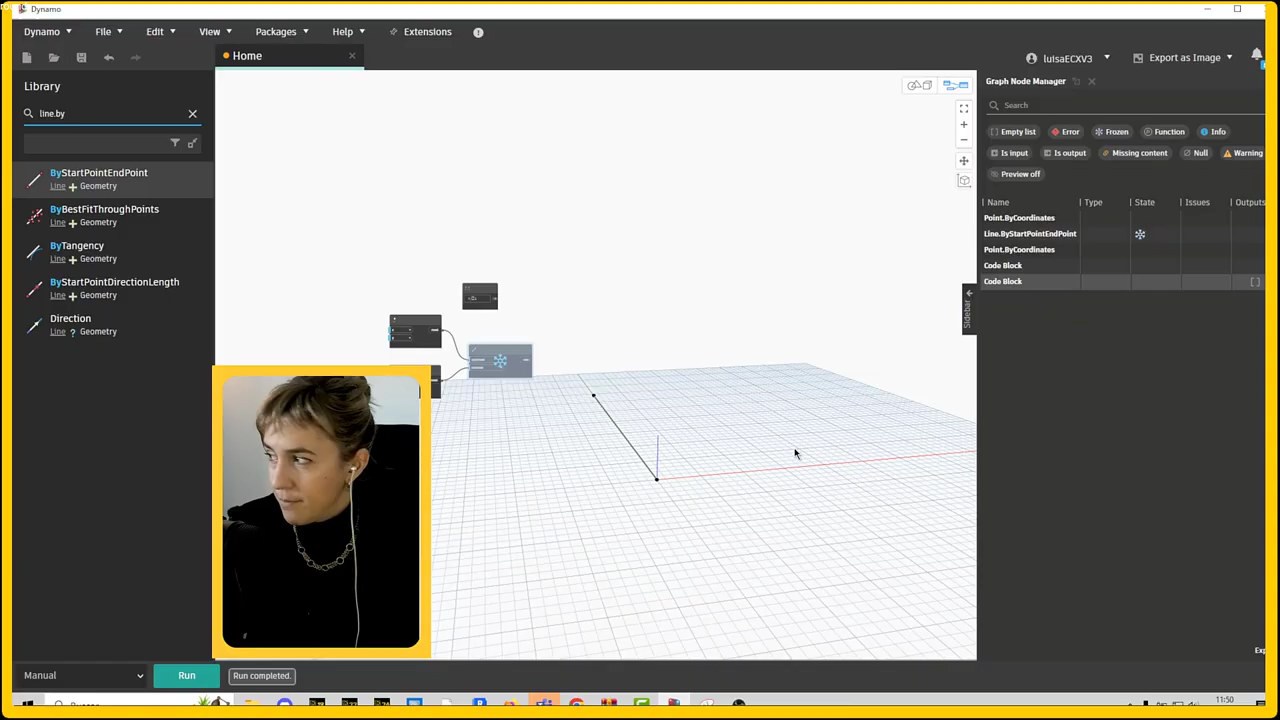 Dynamo
Dynamo File Edit View Packages Help Extensions
Home
luisaECXV3 Export as Image
Library
line.by
ByStartPointEndPoint
Line Geometry
ByBestFitThroughPoints
Line Geometry
ByTangency
Line Geometry
ByStartPointDirectionLength
Line Geometry
Direction
Line ? Geometry
Graph Node Manager
Search
Empty list Error Frozen Function Info
Is input Is output Missing content Null Warning
Preview off
Name Type State Issues Outputs
Point.ByCoordinates
Line.ByStartPointEndPoint
Point.ByCoordinates
Code Block
Code Block
Sidebar
Manual Run Run completed.
11:50